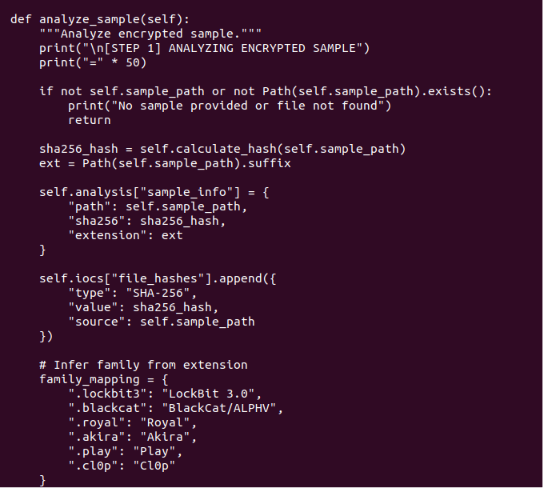 def analyze_sample(self):
    """Analyze encrypted sample."""
    print("\n[STEP 1] ANALYZING ENCRYPTED SAMPLE")
    print("=" * 50)

    if not self.sample_path or not Path(self.sample_path).exists():
        print("No sample provided or file not found")
        return

    sha256_hash = self.calculate_hash(self.sample_path)
    ext = Path(self.sample_path).suffix

    self.analysis["sample_info"] = {
        "path": self.sample_path,
        "sha256": sha256_hash,
        "extension": ext
    }

    self.iocs["file_hashes"].append({
        "type": "SHA-256",
        "value": sha256_hash,
        "source": self.sample_path
    })

    # Infer family from extension
    family_mapping = {
        ".lockbit3": "LockBit 3.0",
        ".blackcat": "BlackCat/ALPHV",
        ".royal": "Royal",
        ".akira": "Akira",
        ".play": "Play",
        ".cl0p": "Cl0p"
    }